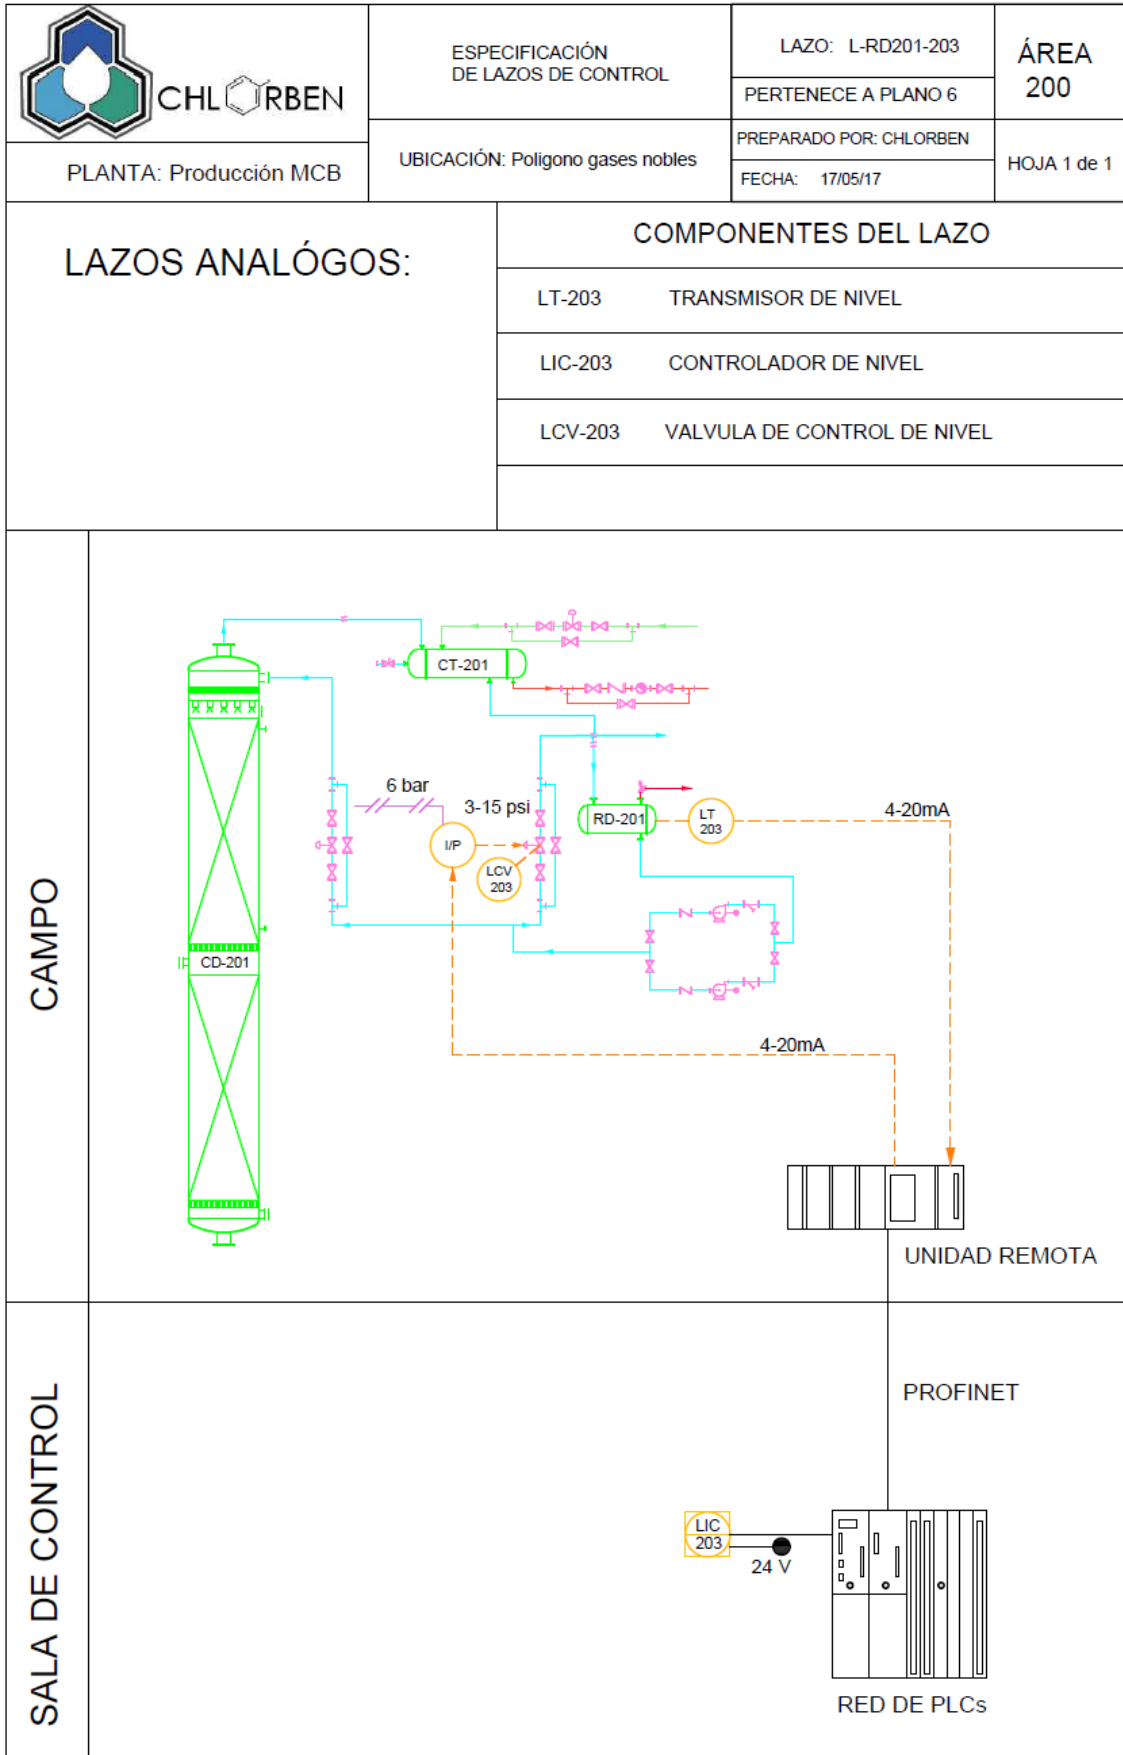 CHLORBEN
PLANTA: Producción MCB
ESPECIFICACIÓN
DE LAZOS DE CONTROL
UBICACIÓN: Poligono gases nobles
LAZO: L-RD201-203
PERTENECE A PLANO 6
PREPARADO POR: CHLORBEN
FECHA: 17/05/17
ÁREA
200
HOJA 1 de 1
LAZOS ANALÓGOS:
COMPONENTES DEL LAZO
LT-203 TRANSMISOR DE NIVEL
LIC-203 CONTROLADOR DE NIVEL
LCV-203 VALVULA DE CONTROL DE NIVEL
CAMPO
CT-201
6 bar
3-15 psi
RD-201
LT
203
4-20mA
I/P
LCV
203
CD-201
4-20mA
UNIDAD REMOTA
SALA DE CONTROL
PROFINET
LIC
203
24 V
RED DE PLCs